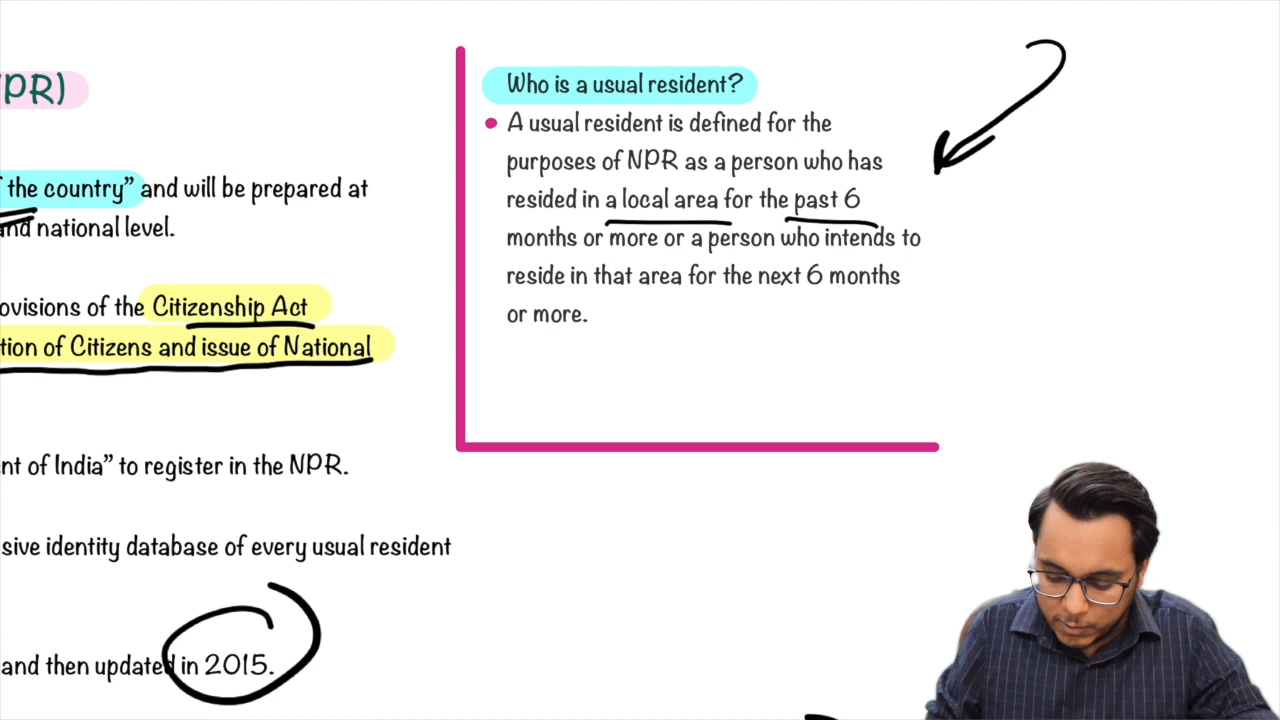 PR)
the country” and will be prepared at
and national level.
ovisions of the Citizenship Act
tion of Citizens and issue of National
nt of India” to register in the NPR.
sive identity database of every usual resident
and then updated in 2015.
Who is a usual resident?
A usual resident is defined for the
purposes of NPR as a person who has
resided in a local area for the past 6
months or more or a person who intends to
reside in that area for the next 6 months
or more.